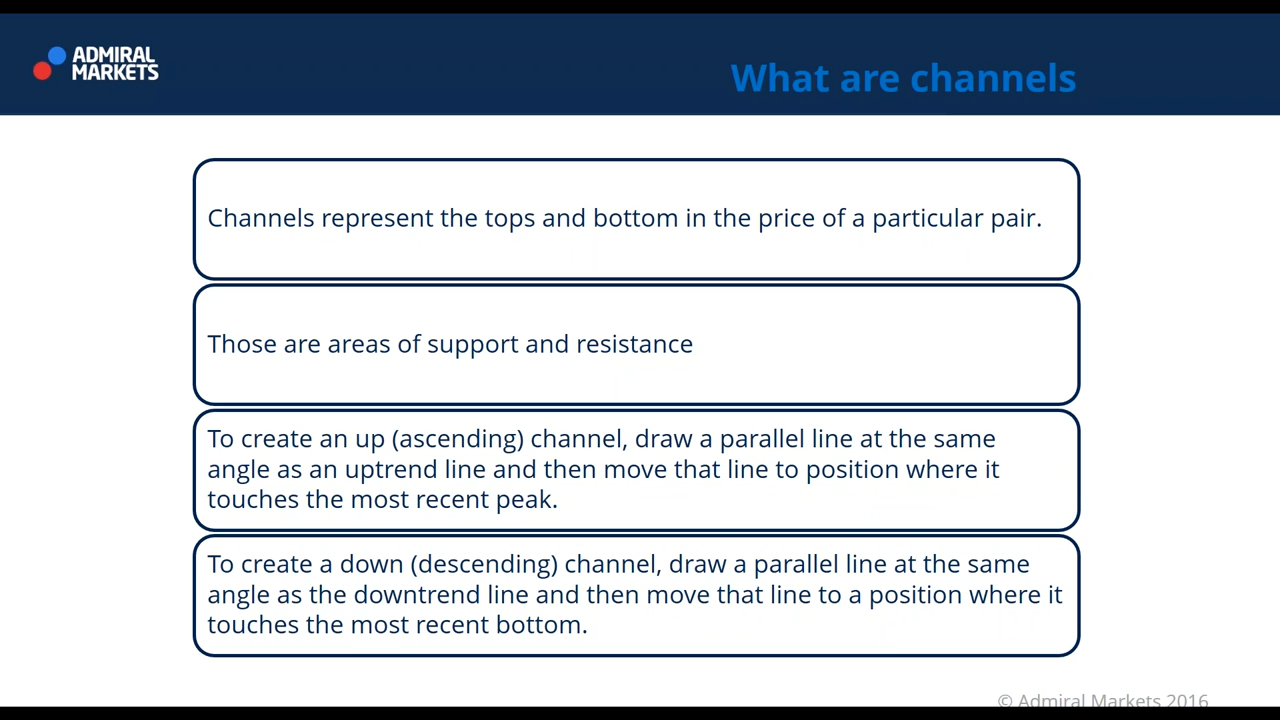 ADMIRAL
MARKETS
What are channels
Channels represent the tops and bottom in the price of a particular pair.
Those are areas of support and resistance
To create an up (ascending) channel, draw a parallel line at the same
angle as an uptrend line and then move that line to position where it
touches the most recent peak.
To create a down (descending) channel, draw a parallel line at the same
angle as the downtrend line and then move that line to a position where it
touches the most recent bottom.
© Admiral Markets 2016